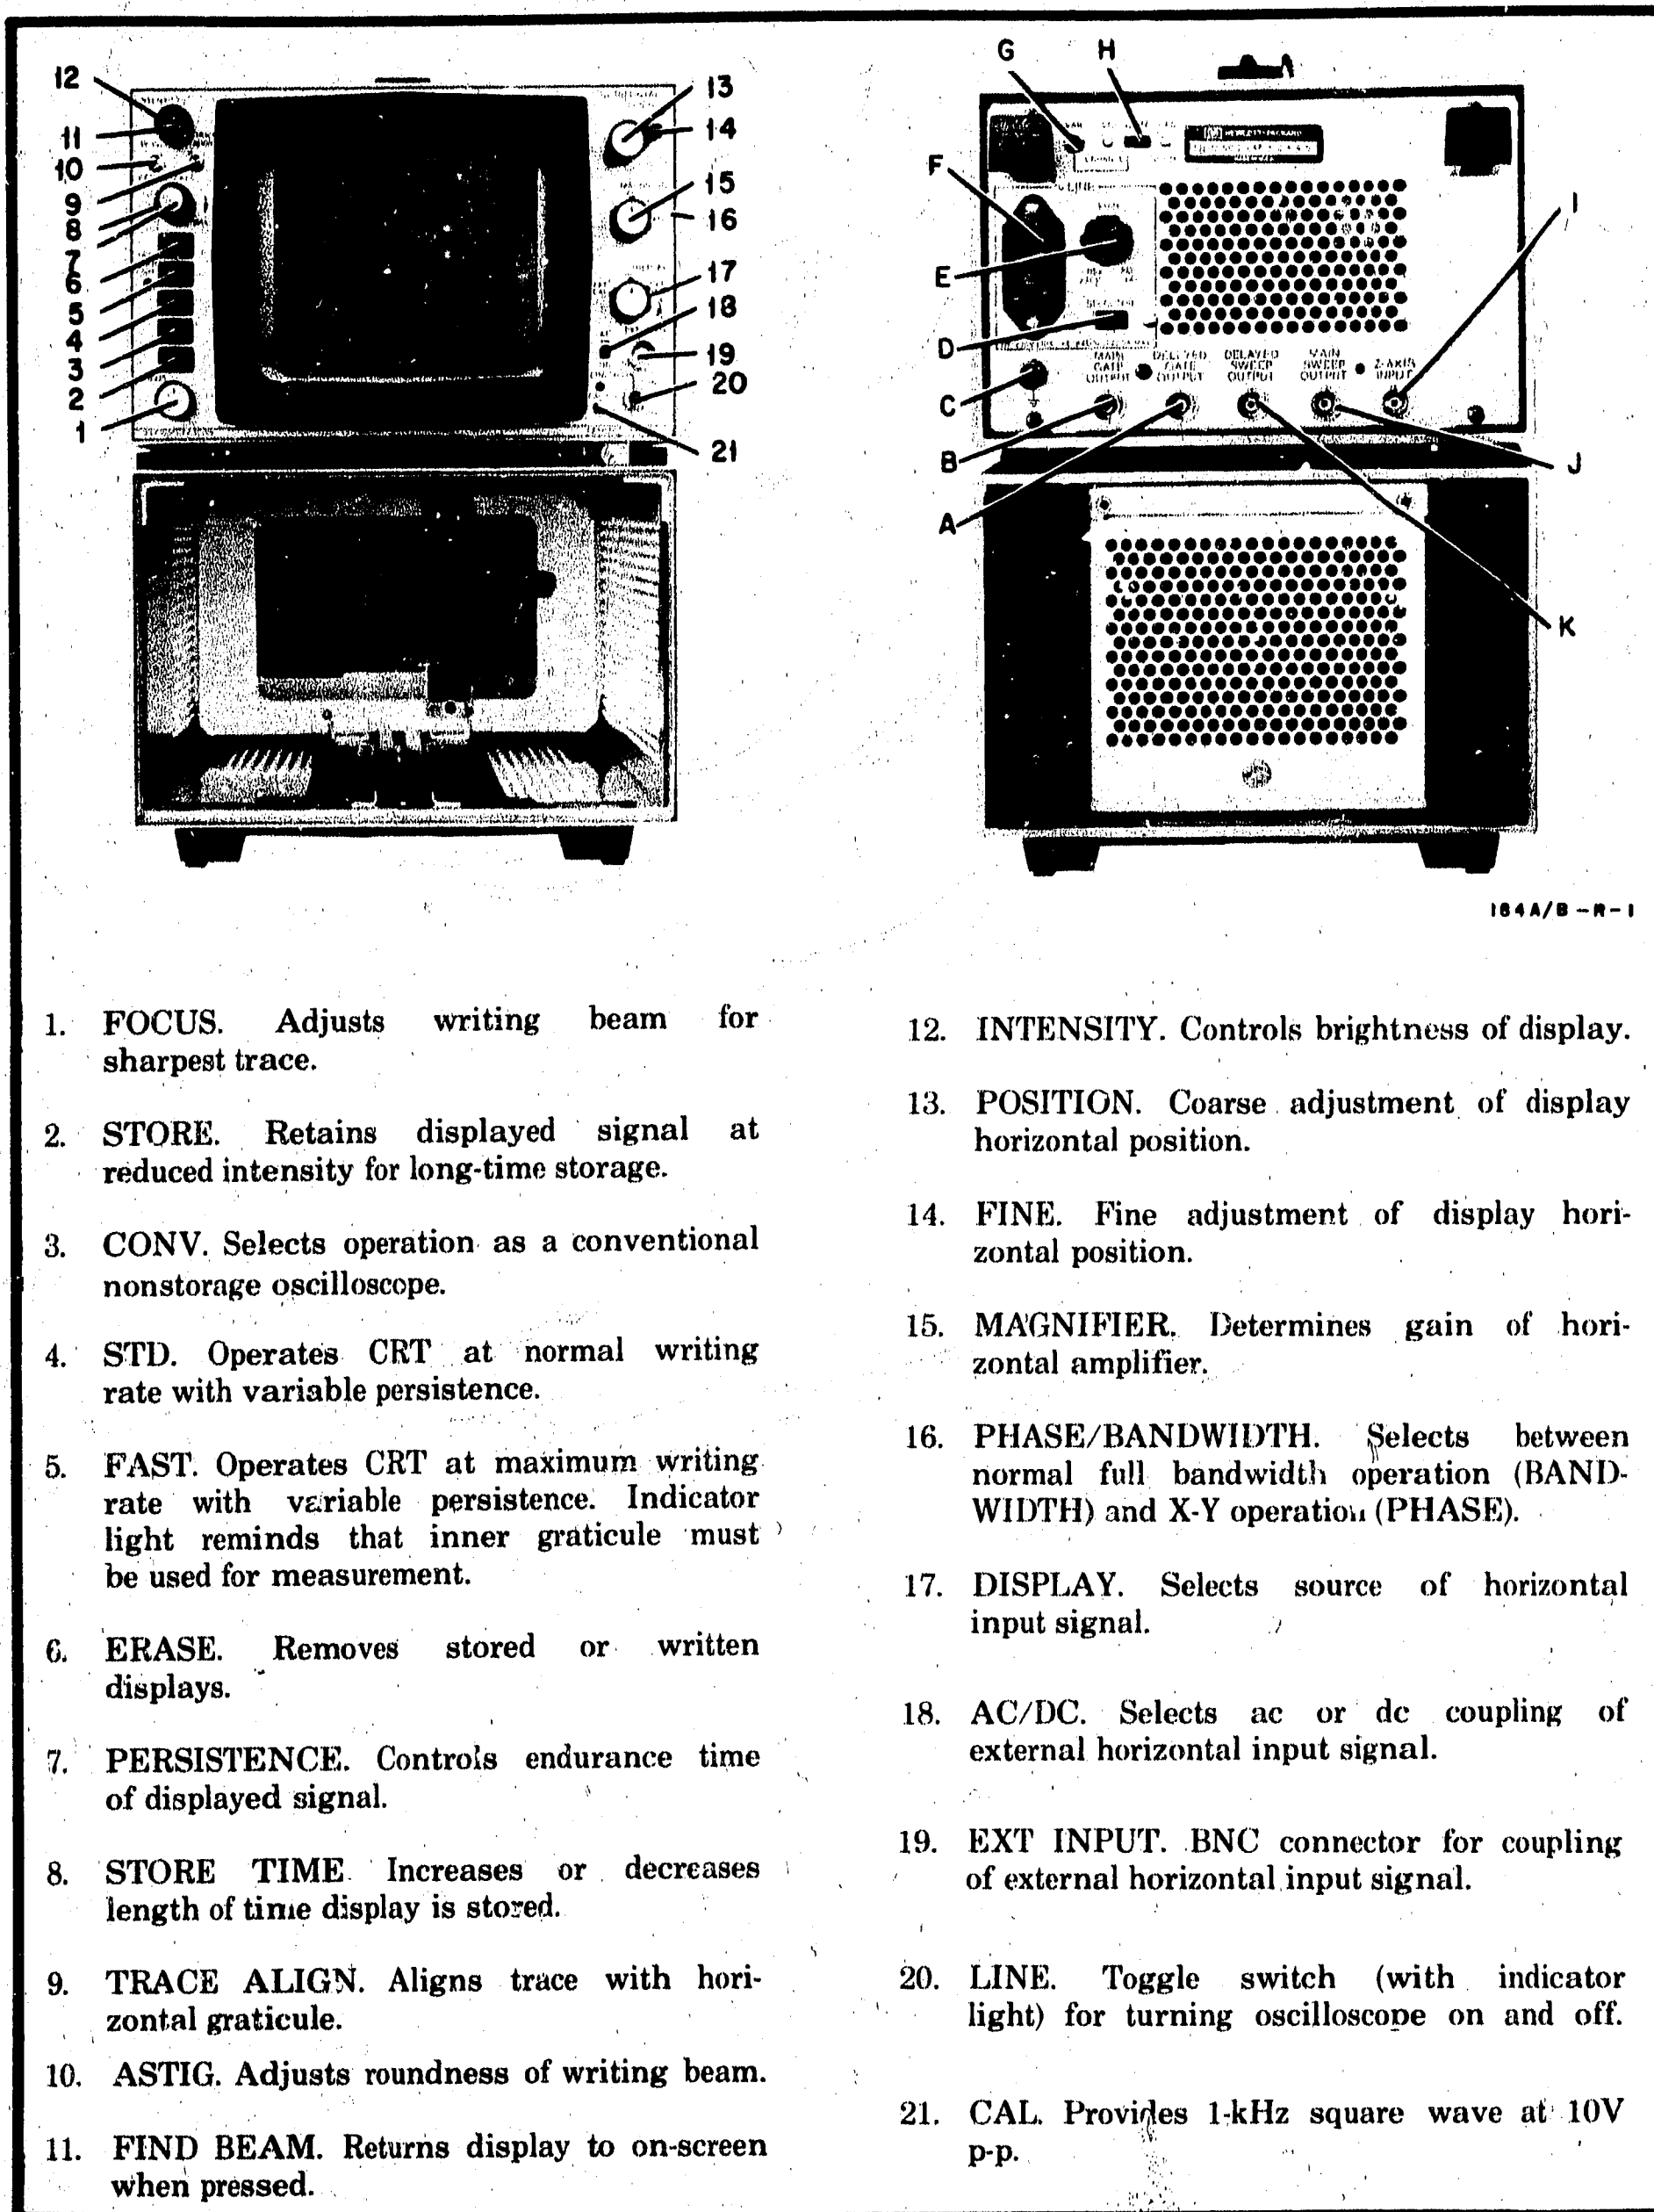 12
11
10
9
8
7
6
5
4
3
2
1
13
14
15
16
17
18
19
20
21
G H
F
E
D
C
B
A
I
J
K
HEWLETT-PACKARD
LINE
MAIN GATE OUTPUT
DELAYED GATE OUTPUT
DELAYED SWEEP OUTPUT
MAIN SWEEP OUTPUT
Z-AXIS INPUT
184A/B-R-1
1. FOCUS. Adjusts writing beam for
sharpest trace.
2. STORE. Retains displayed signal at
reduced intensity for long-time storage.
3. CONV. Selects operation as a conventional
nonstorage oscilloscope.
4. STD. Operates CRT at normal writing
rate with variable persistence.
5. FAST. Operates CRT at maximum writing
rate with variable persistence. Indicator
light reminds that inner graticule must
be used for measurement.
6. ERASE. Removes stored or written
displays.
7. PERSISTENCE. Controls endurance time
of displayed signal.
8. STORE TIME. Increases or decreases
length of time display is stored.
9. TRACE ALIGN. Aligns trace with hori-
zontal graticule.
10. ASTIG. Adjusts roundness of writing beam.
11. FIND BEAM. Returns display to on-screen
when pressed.
12. INTENSITY. Controls brightness of display.
13. POSITION. Coarse adjustment of display
horizontal position.
14. FINE. Fine adjustment of display hori-
zontal position.
15. MAGNIFIER. Determines gain of hori-
zontal amplifier.
16. PHASE/BANDWIDTH. Selects between
normal full bandwidth operation (BAND-
WIDTH) and X-Y operation (PHASE).
17. DISPLAY. Selects source of horizontal
input signal.
18. AC/DC. Selects ac or dc coupling of
external horizontal input signal.
19. EXT INPUT. BNC connector for coupling
of external horizontal input signal.
20. LINE. Toggle switch (with indicator
light) for turning oscilloscope on and off.
21. CAL. Provides 1-kHz square wave at 10V
p-p.